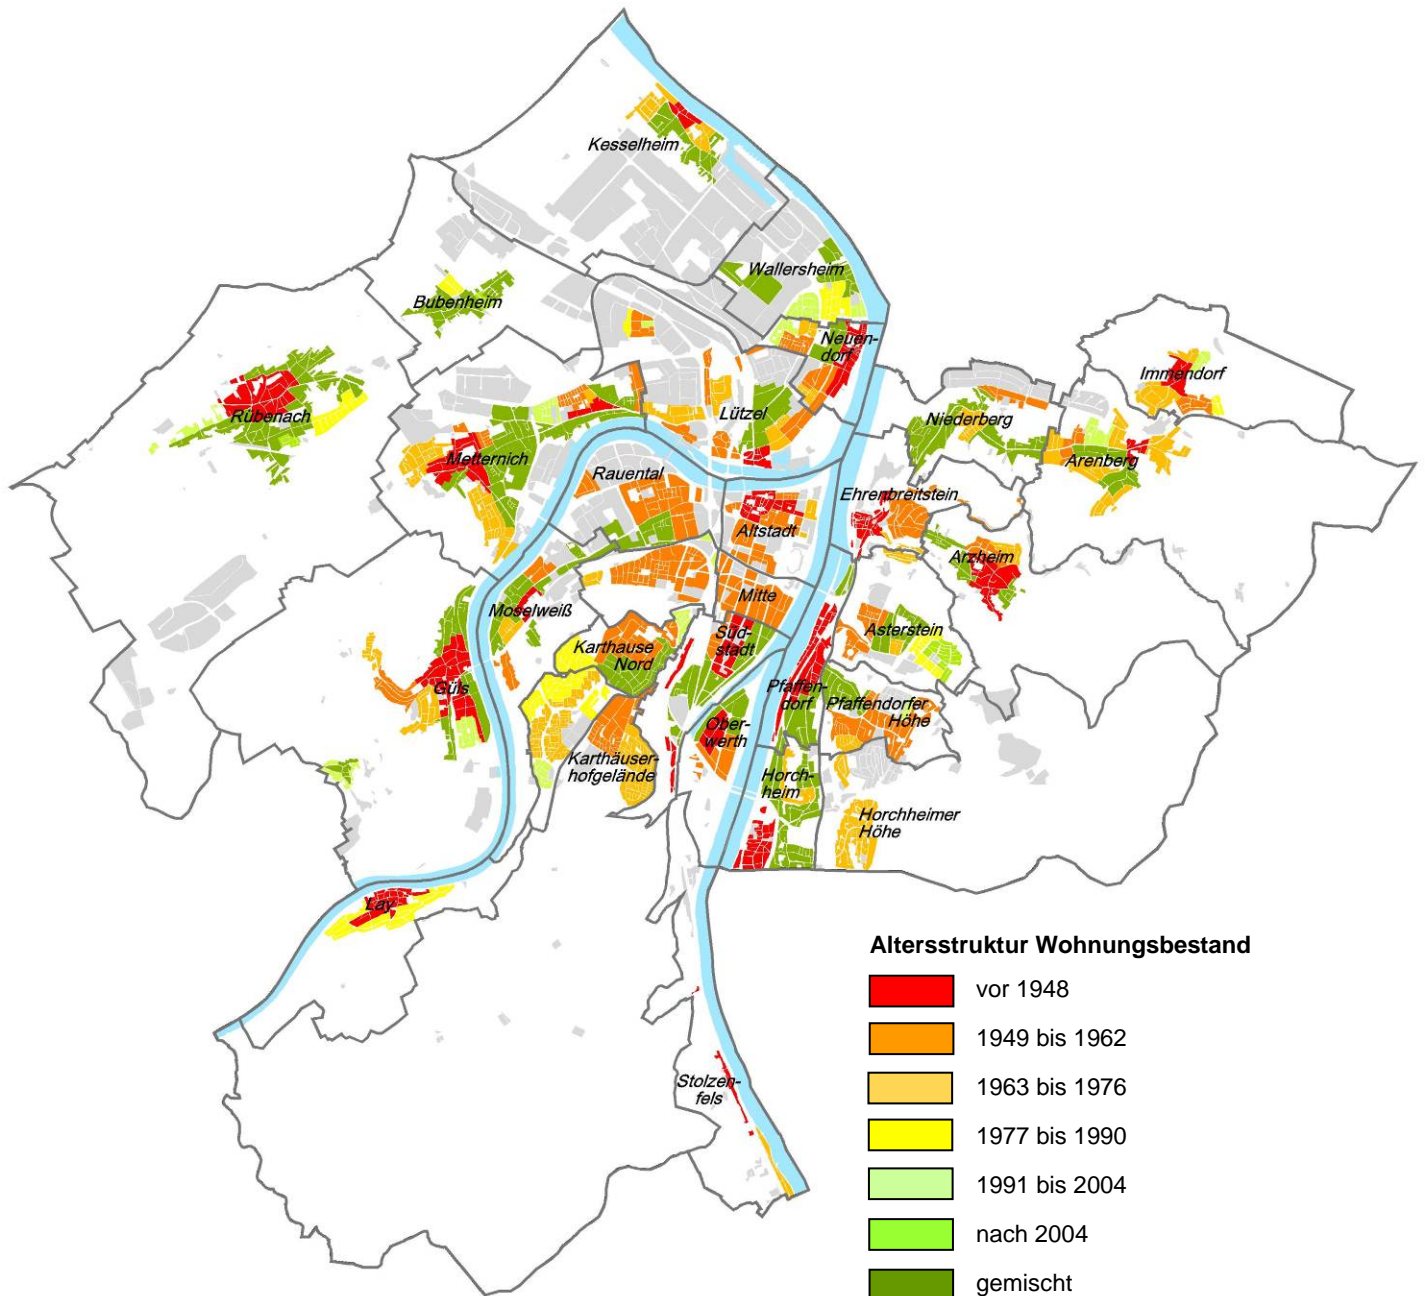 Kesselheim
Wallersheim
Bubenheim
Neuen-
dorf
Immendorf
Rübenach
Lützel
Niederberg
Metternich
Arenberg
Rauental
Ehrenbreitstein
Altstadt
Arzheim
Mitte
Moselweiß
Süd-
stadt
Asterstein
Karthause
Nord
Güls
Pfaffen-
dorf
Pfaffendorfer
Höhe
Ober-
werth
Karthäuser-
hofgelände
Horch-
heim
Horchheimer
Höhe
Lay
Stolzen-
fels
Altersstruktur Wohnungsbestand
vor 1948
1949 bis 1962
1963 bis 1976
1977 bis 1990
1991 bis 2004
nach 2004
gemischt